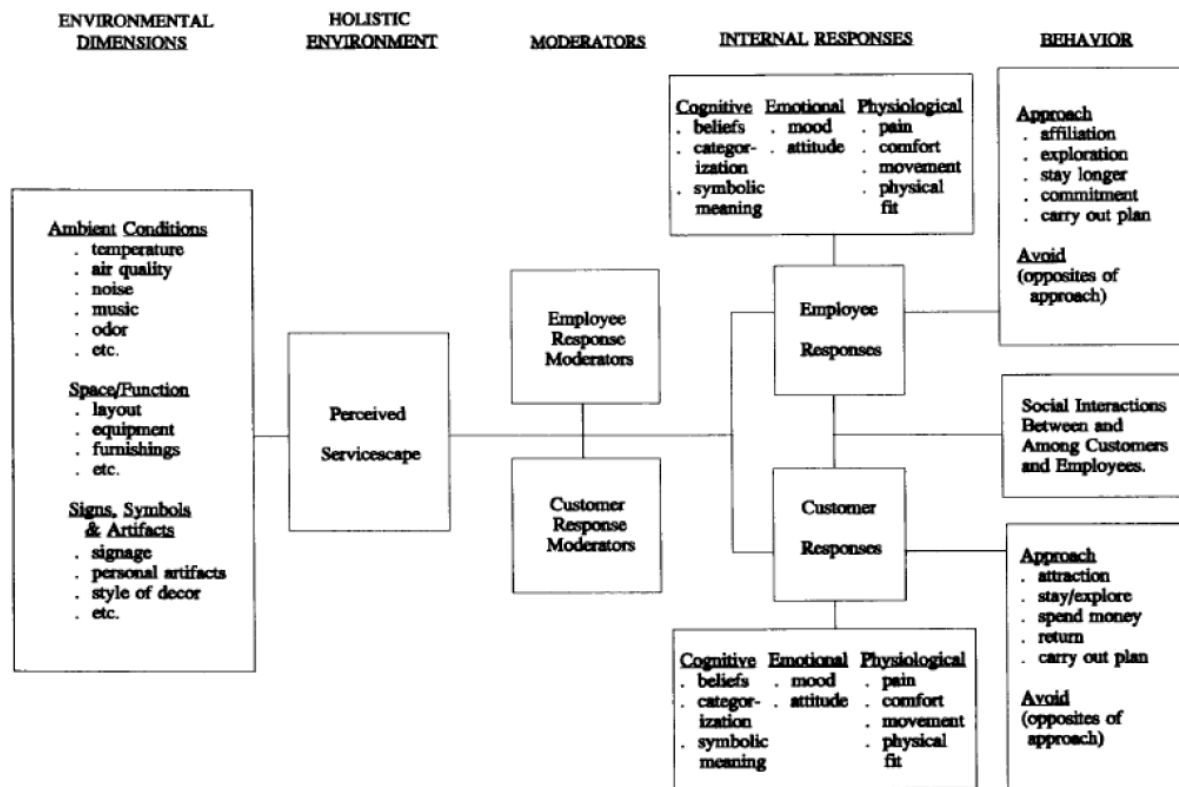 ENVIRONMENTAL
DIMENSIONS
HOLISTIC
ENVIRONMENT
MODERATORS
INTERNAL RESPONSES
BEHAVIOR
Ambient Conditions
. temperature
. air quality
. noise
. music
. odor
. etc.
Space/Function
. layout
. equipment
. furnishings
. etc.
Signs, Symbols
& Artifacts
. signage
. personal artifacts
. style of decor
. etc.
Perceived
Servicescape
Employee
Response
Moderators
Customer
Response
Moderators
Cognitive
. beliefs
. categor-
ization
. symbolic
meaning
Emotional
. mood
. attitude
Physiological
. pain
. comfort
. movement
. physical
fit
Employee
Responses
Customer
Responses
Cognitive
. beliefs
. categor-
ization
. symbolic
meaning
Emotional
. mood
. attitude
Physiological
. pain
. comfort
. movement
. physical
fit
Approach
. affiliation
. exploration
. stay longer
. commitment
. carry out plan
Avoid
(opposites of
approach)
Social Interactions
Between and
Among Customers
and Employees.
Approach
. attraction
. stay/explore
. spend money
. return
. carry out plan
Avoid
(opposites of
approach)